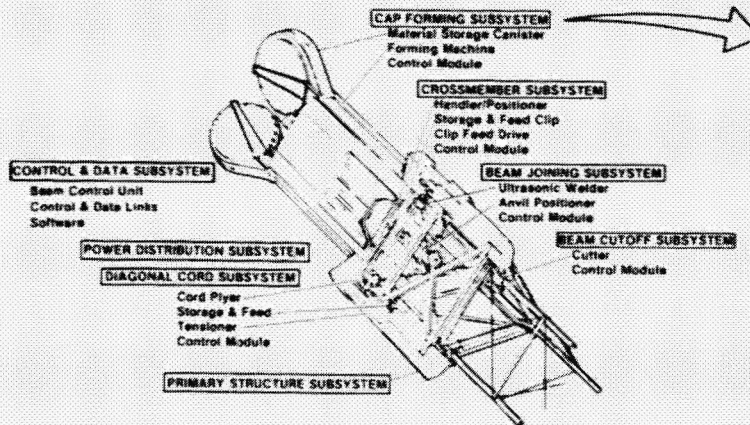 CAP FORMING SUBSYSTEM
Material Storage Canister
Forming Machine
Control Module
CROSSMEMBER SUBSYSTEM
Handler/Positioner
Storage & Feed Clip
Clip Feed Drive
Control Module
BEAM JOINING SUBSYSTEM
Ultrasonic Welder
Anvil Positioner
Control Module
BEAM CUTOFF SUBSYSTEM
Cutter
Control Module
CONTROL & DATA SUBSYSTEM
Beam Control Unit
Control & Data Links
Software
POWER DISTRIBUTION SUBSYSTEM
DIAGONAL CORD SUBSYSTEM
Cord Plyer
Storage & Feed
Tensioner
Control Module
PRIMARY STRUCTURE SUBSYSTEM